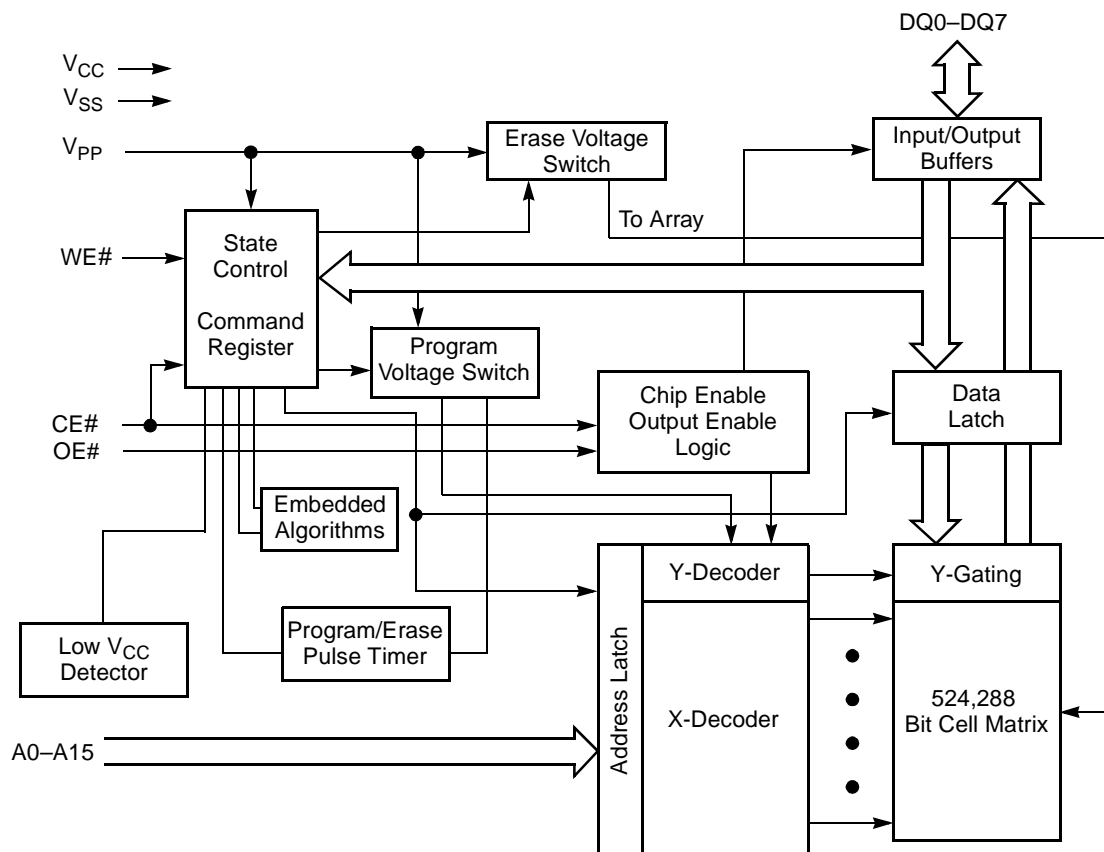 DQ0–DQ7
VCC
VSS
VPP
Erase Voltage
Switch
Input/Output
Buffers
To Array
WE#
State
Control
Command
Register
Program
Voltage Switch
CE#
OE#
Chip Enable
Output Enable
Logic
Data
Latch
Embedded
Algorithms
Y-Decoder
Y-Gating
Low VCC
Detector
Program/Erase
Pulse Timer
Address Latch
X-Decoder
524,288
Bit Cell Matrix
A0–A15